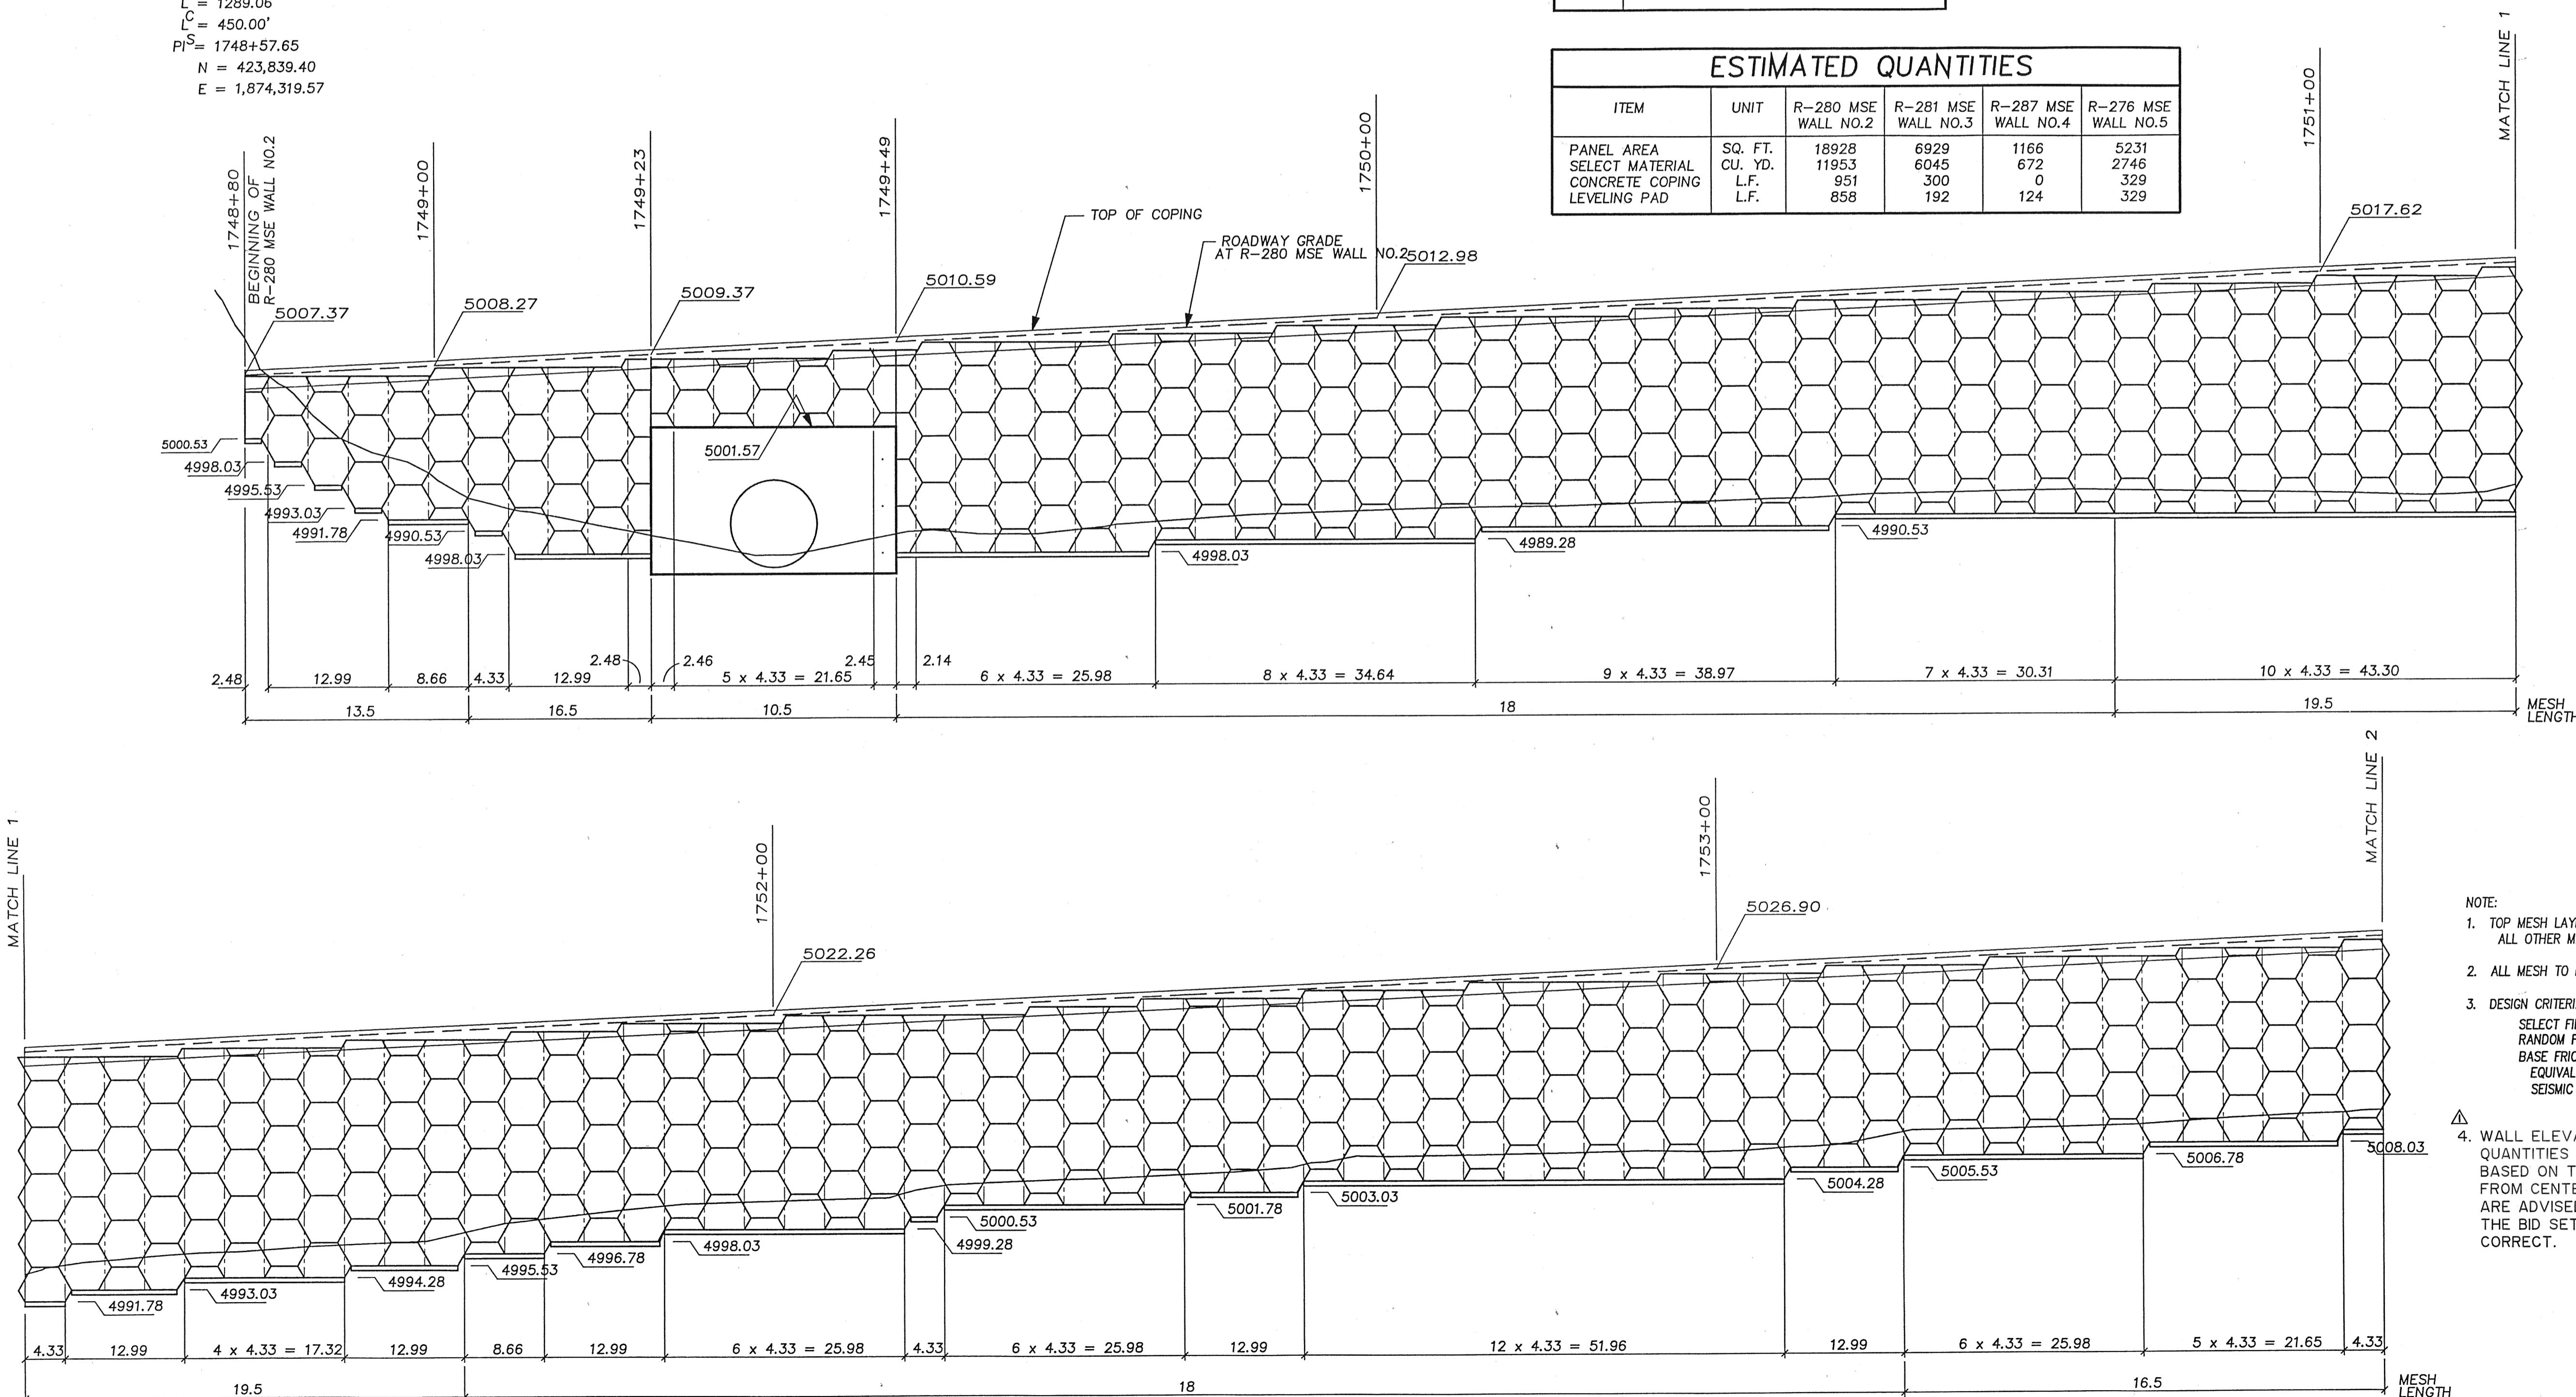 L = 1289.06'
C
L = 450.00'
S
PI = 1748+57.65
N = 423,839.40
E = 1,874,319.57
ESTIMATED QUANTITIES
ITEM UNIT R-280 MSE WALL NO.2 R-281 MSE WALL NO.3 R-287 MSE WALL NO.4 R-276 MSE WALL NO.5
PANEL AREA SQ. FT. 18928 6929 1166 5231
SELECT MATERIAL CU. YD. 11953 6045 672 2746
CONCRETE COPING L.F. 951 300 0 329
LEVELING PAD L.F. 858 192 124 329
1748+80
BEGINNING OF
R-280 MSE WALL NO.2
1749+00
1749+23
1749+49
1750+00
1751+00
MATCH LINE 1
TOP OF COPING
ROADWAY GRADE
AT R-280 MSE WALL NO.2
5007.37
5008.27
5009.37
5010.59
5012.98
5017.62
5000.53
4998.03
4995.53
4993.03
4991.78
4990.53
4998.03
5001.57
4998.03
4989.28
4990.53
2.48
12.99
8.66
4.33
12.99
2.48
2.46
5 x 4.33 = 21.65
2.45
2.14
6 x 4.33 = 25.98
8 x 4.33 = 34.64
9 x 4.33 = 38.97
7 x 4.33 = 30.31
10 x 4.33 = 43.30
13.5
16.5
10.5
18
19.5
MESH
LENGTH
MATCH LINE 1
1752+00
1753+00
MATCH LINE 2
5022.26
5026.90
4991.78
4993.03
4994.28
4995.53
4996.78
4998.03
4999.28
5000.53
5001.78
5003.03
5004.28
5005.53
5006.78
5008.03
4.33
12.99
4 x 4.33 = 17.32
12.99
8.66
12.99
6 x 4.33 = 25.98
4.33
6 x 4.33 = 25.98
12.99
12 x 4.33 = 51.96
12.99
6 x 4.33 = 25.98
5 x 4.33 = 21.65
4.33
19.5
18
16.5
MESH
LENGTH
NOTE:
1. TOP MESH LAY
ALL OTHER M
2. ALL MESH TO
3. DESIGN CRITERI
SELECT FI
RANDOM F
BASE FRIC
EQUIVAL
SEISMIC
1
4. WALL ELEVA
QUANTITIES
BASED ON T
FROM CENTE
ARE ADVISE
THE BID SET
CORRECT.